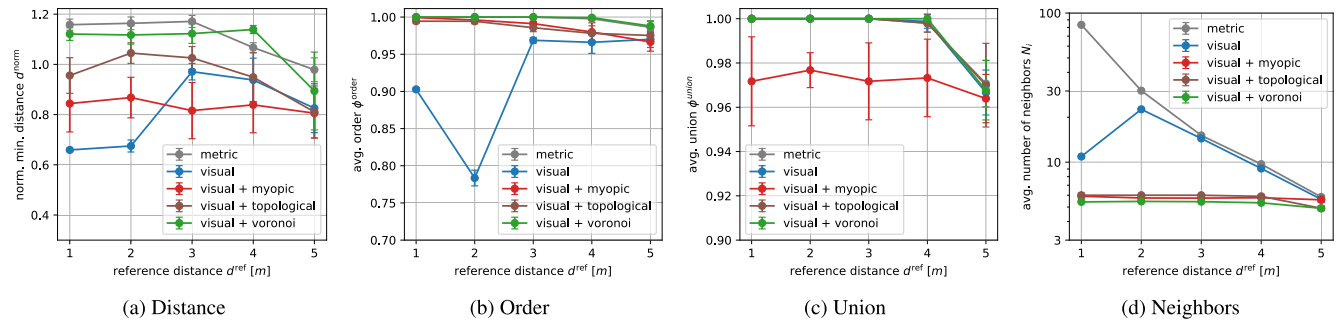 norm. min. distance d^norm
1.2
1.0
0.8
0.6
0.4
metric
visual
visual + myopic
visual + topological
visual + voronoi
1 2 3 4 5
reference distance d^ref [m]
(a) Distance
avg. order ϕ^order
1.00
0.95
0.90
0.85
0.80
0.75
0.70
metric
visual
visual + myopic
visual + topological
visual + voronoi
1 2 3 4 5
reference distance d^ref [m]
(b) Order
avg. union ϕ^union
1.00
0.98
0.96
0.94
0.92
0.90
metric
visual
visual + myopic
visual + topological
visual + voronoi
1 2 3 4 5
reference distance d^ref [m]
(c) Union
avg. number of neighbors N_i
100
30
10
3
metric
visual
visual + myopic
visual + topological
visual + voronoi
1 2 3 4 5
reference distance d^ref [m]
(d) Neighbors